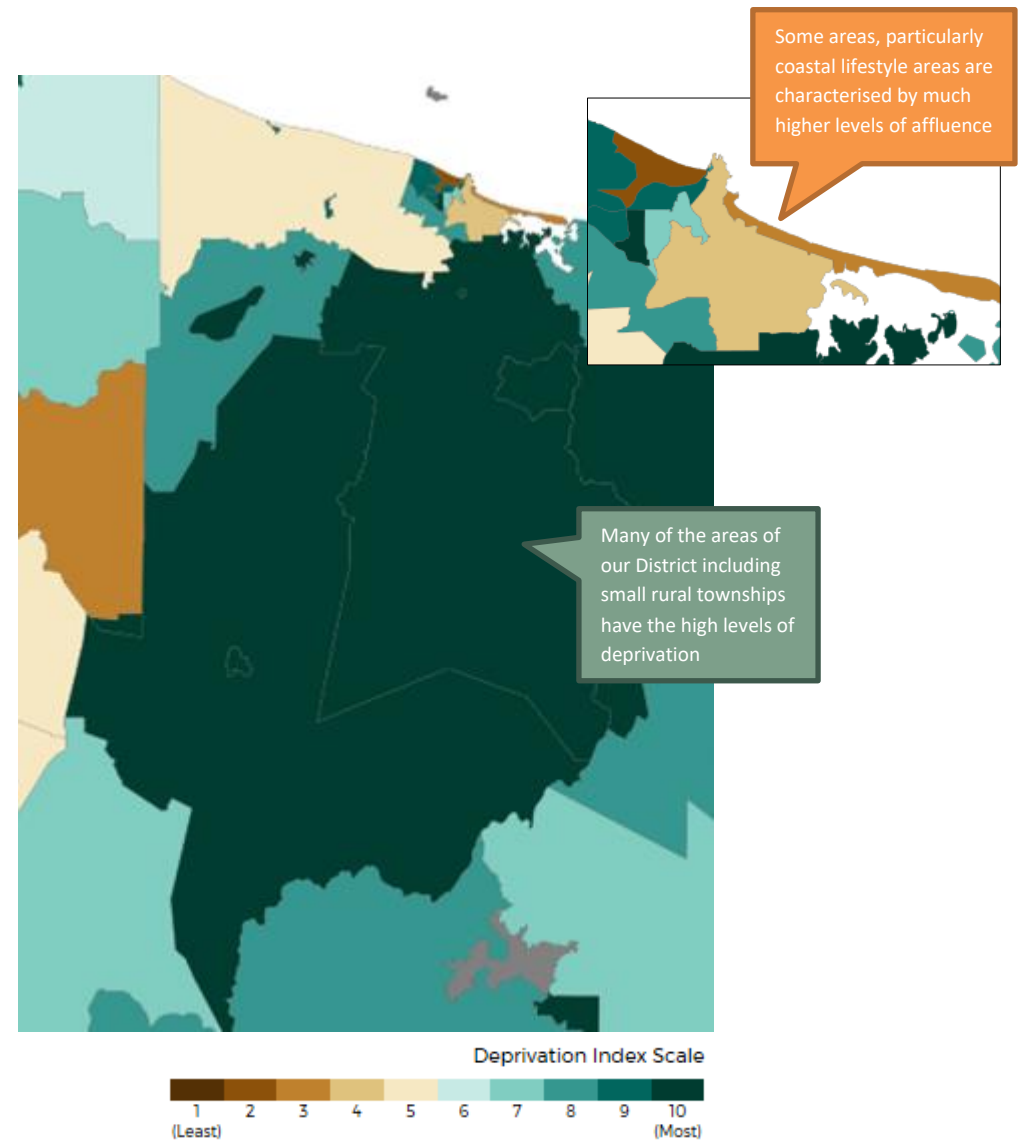 Some areas, particularly
coastal lifestyle areas are
characterised by much
higher levels of affluence
Many of the areas of
our District including
small rural townships
have the high levels of
deprivation
Deprivation Index Scale
1 2 3 4 5 6 7 8 9 10
(Least) (Most)